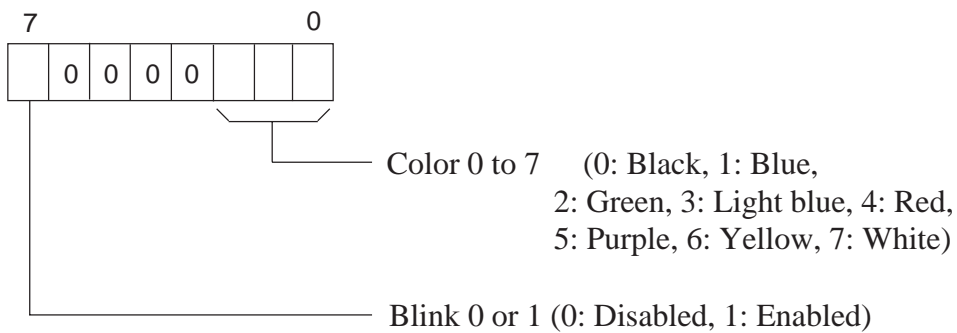 7 0
0 0 0 0
Color 0 to 7 (0: Black, 1: Blue,
2: Green, 3: Light blue, 4: Red,
5: Purple, 6: Yellow, 7: White)
Blink 0 or 1 (0: Disabled, 1: Enabled)